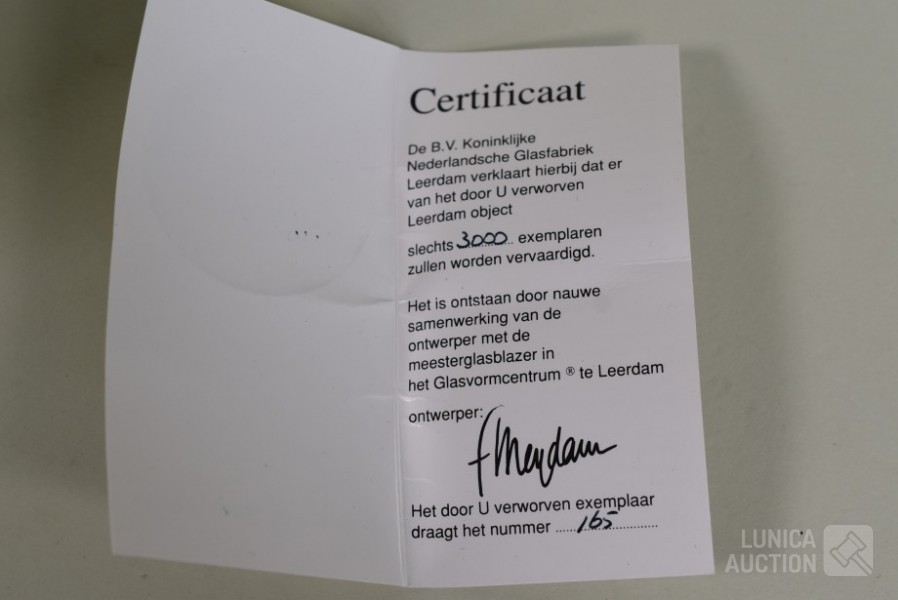 Certificaat
De B.V. Koninklijke
Nederlandsche Glasfabriek
Leerdam verklaart hierbij dat er
van het door U verworven
Leerdam object
slechts 3000 exemplaren
zullen worden vervaardigd.
Het is ontstaan door nauwe
samenwerking van de
ontwerper met de
meesterglasblazer in
het Glasvormcentrum ® te Leerdam
ontwerper:
f Meydam
Het door U verworven exemplaar
draagt het nummer ......165..............
LUNICA
AUCTION